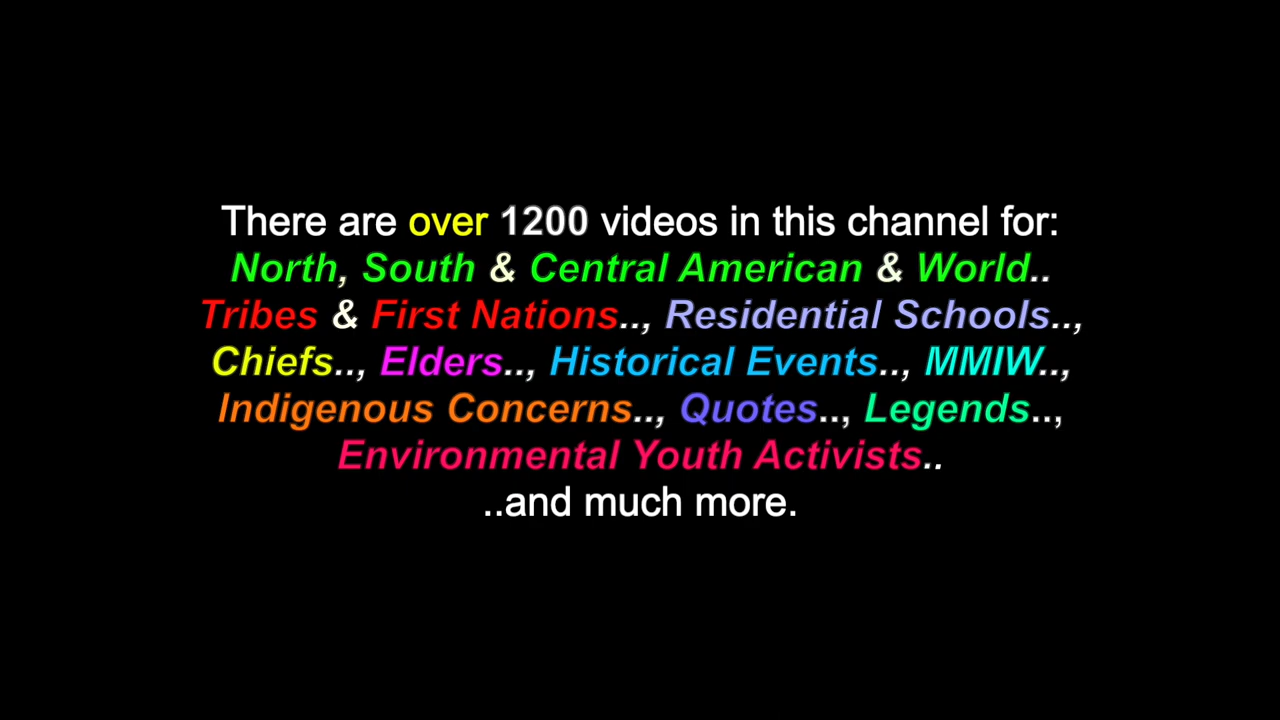 There are over 1200 videos in this channel for:
North, South & Central American & World..
Tribes & First Nations.., Residential Schools..,
Chiefs.., Elders.., Historical Events.., MMIW..,
Indigenous Concerns.., Quotes.., Legends..,
Environmental Youth Activists..
..and much more.